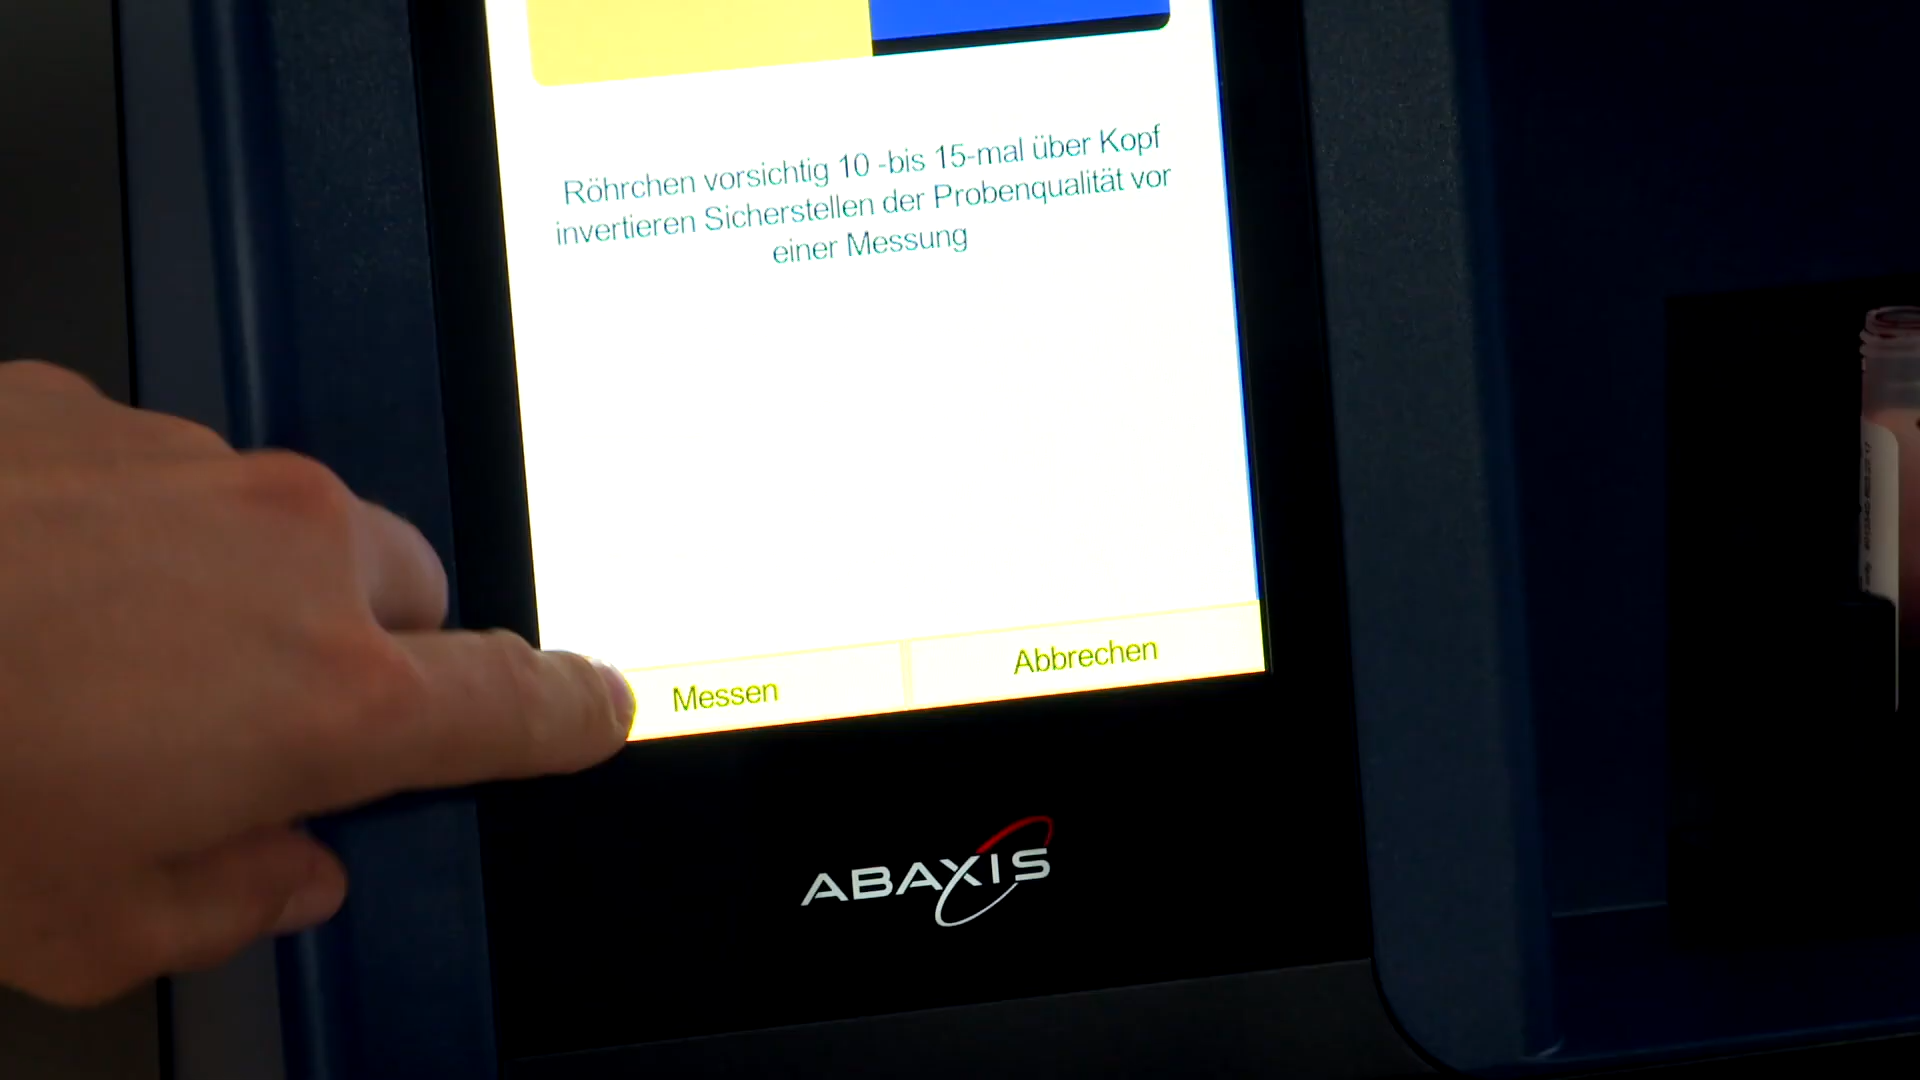 Röhrchen vorsichtig 10 -bis 15-mal über Kopf
invertieren Sicherstellen der Probenqualität vor
einer Messung
Messen
Abbrechen
ABAXIS